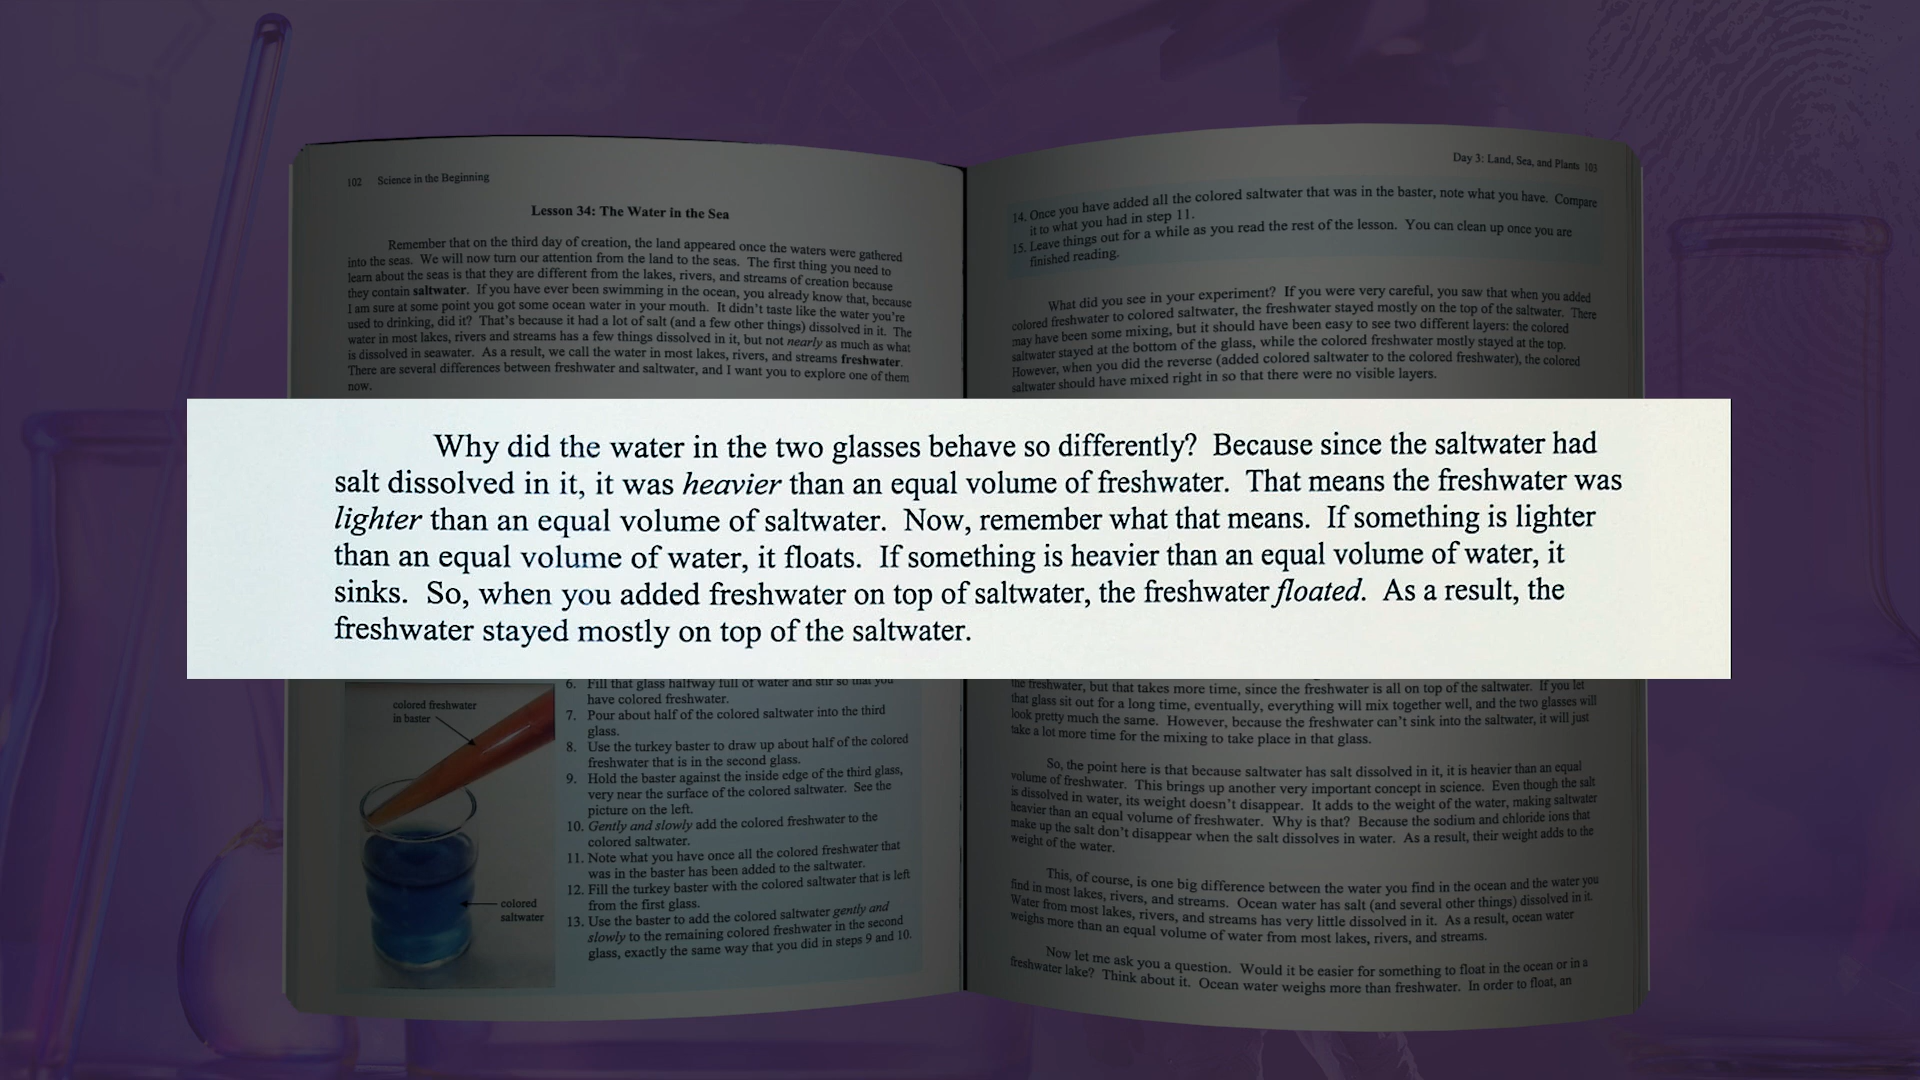 102 Science in the Beginning
Lesson 34: The Water in the Sea
Remember that on the third day of creation, the land appeared once the waters were gathered
into the seas. We will now turn our attention from the land to the seas. The first thing you need to
learn about the seas is that they are different from the lakes, rivers, and streams of creation because
they contain saltwater. If you have ever been swimming in the ocean, you already know that, because
I am sure at some point you got some ocean water in your mouth. It didn't taste like the water you're
used to drinking, did it? That's because it had a lot of salt (and a few other things) dissolved in it. The
water in most lakes, rivers and streams has a few things dissolved in it, but not nearly as much as what
is dissolved in seawater. As a result, we call the water in most lakes, rivers, and streams freshwater.
There are several differences between freshwater and saltwater, and I want you to explore one of them
now.
Day 3: Land, Sea, and Plants 103
14. Once you have added all the colored saltwater that was in the baster, note what you have. Compare
it to what you had in step 11.
15. Leave things out for a while as you read the rest of the lesson. You can clean up once you are
finished reading.
What did you see in your experiment? If you were very careful, you saw that when you added
colored freshwater to colored saltwater, the freshwater stayed mostly on the top of the saltwater. There
may have been some mixing, but it should have been easy to see two different layers: the colored
saltwater stayed at the bottom of the glass, while the colored freshwater mostly stayed at the top.
However, when you did the reverse (added colored saltwater to the colored freshwater), the colored
saltwater should have mixed right in so that there were no visible layers.
Why did the water in the two glasses behave so differently? Because since the saltwater had
salt dissolved in it, it was heavier than an equal volume of freshwater. That means the freshwater was
lighter than an equal volume of saltwater. Now, remember what that means. If something is lighter
than an equal volume of water, it floats. If something is heavier than an equal volume of water, it
sinks. So, when you added freshwater on top of saltwater, the freshwater floated. As a result, the
freshwater stayed mostly on top of the saltwater.
colored freshwater
in baster
colored
saltwater
6. Fill that glass halfway full of water and stir so that you
have colored freshwater.
7. Pour about half of the colored saltwater into the third
glass.
8. Use the turkey baster to draw up about half of the colored
freshwater that is in the second glass.
9. Hold the baster against the inside edge of the third glass,
very near the surface of the colored saltwater. See the
picture on the left.
10. Gently and slowly add the colored freshwater to the
colored saltwater.
11. Note what you have once all the colored freshwater that
was in the baster has been added to the saltwater.
12. Fill the turkey baster with the colored saltwater that is left
from the first glass.
13. Use the baster to add the colored saltwater gently and
slowly to the remaining colored freshwater in the second
glass, exactly the same way that you did in steps 9 and 10.
the freshwater, but that takes more time, since the freshwater is all on top of the saltwater. If you let
that glass sit out for a long time, eventually, everything will mix together well, and the two glasses will
look pretty much the same. However, because the freshwater can't sink into the saltwater, it will just
take a lot more time for the mixing to take place in that glass.
So, the point here is that because saltwater has salt dissolved in it, it is heavier than an equal
volume of freshwater. This brings up another very important concept in science. Even though the salt
is dissolved in water, its weight doesn't disappear. It adds to the weight of the water, making saltwater
heavier than an equal volume of freshwater. Why is that? Because the sodium and chloride ions that
make up the salt don't disappear when the salt dissolves in water. As a result, their weight adds to the
weight of the water.
This, of course, is one big difference between the water you find in the ocean and the water you
find in most lakes, rivers, and streams. Ocean water has salt (and several other things) dissolved in it.
Water from most lakes, rivers, and streams has very little dissolved in it. As a result, ocean water
weighs more than an equal volume of water from most lakes, rivers, and streams.
Now let me ask you a question. Would it be easier for something to float in the ocean or in a
freshwater lake? Think about it. Ocean water weighs more than freshwater. In order to float, an